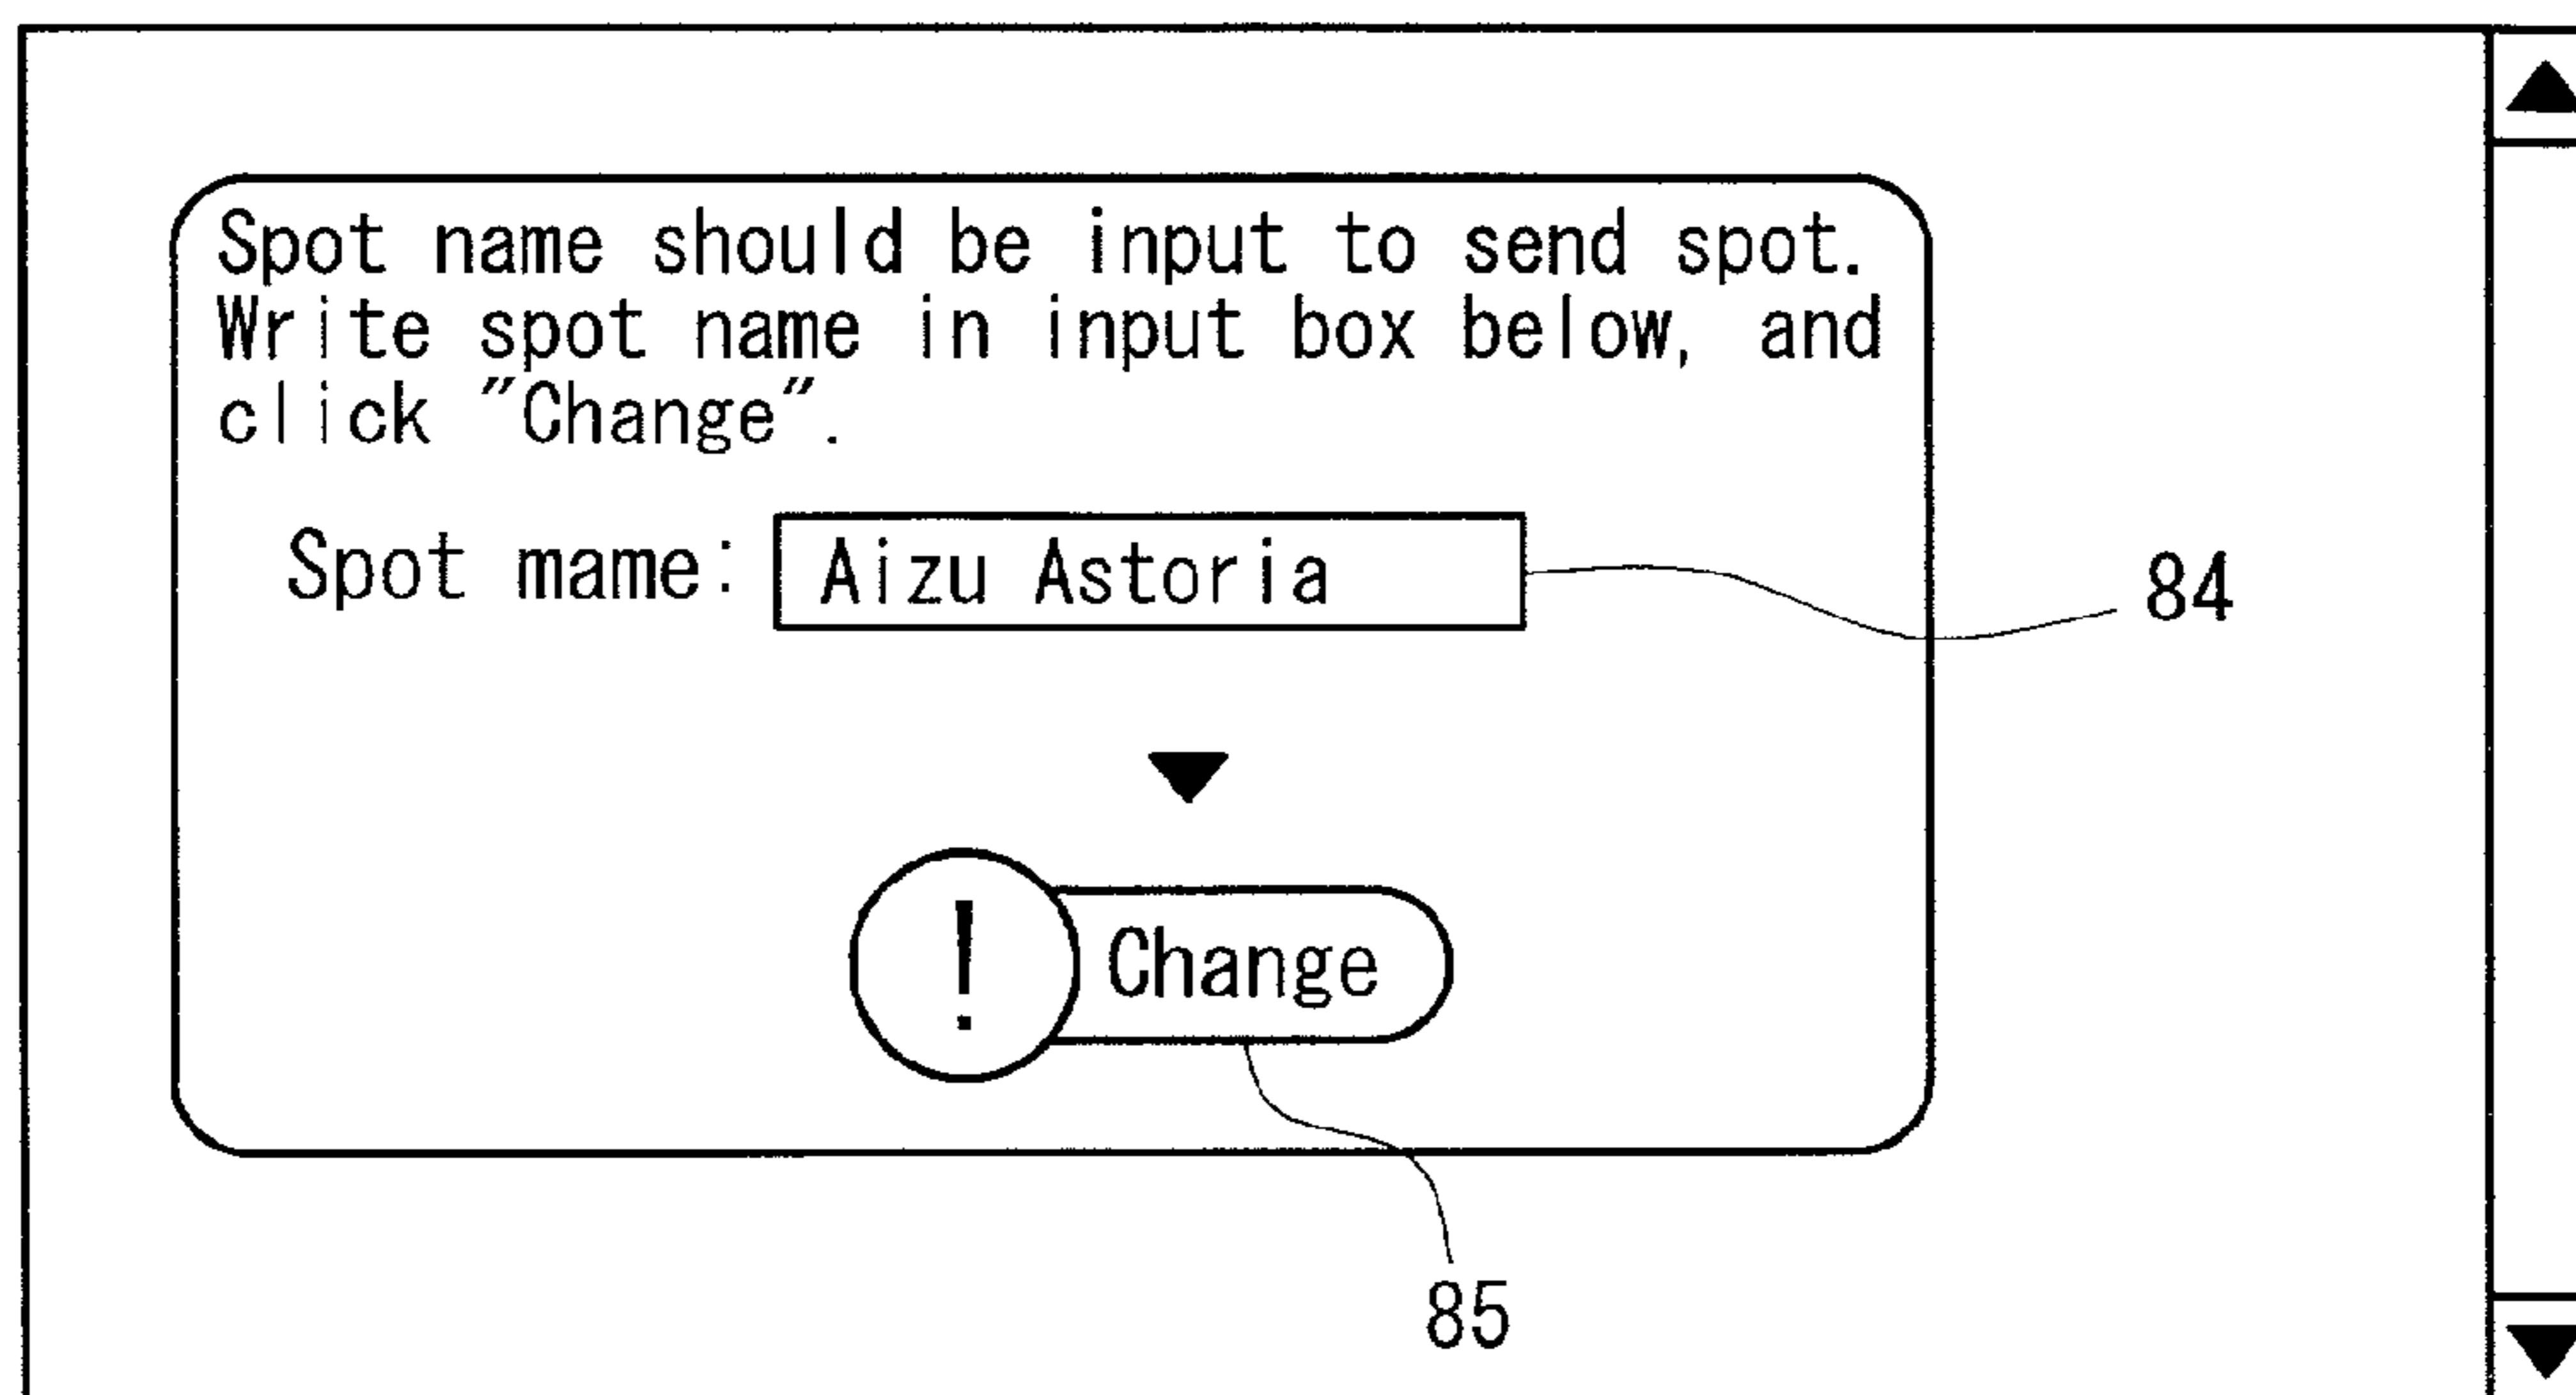 Spot name should be input to send spot.
Write spot name in input box below, and
click "Change".
Spot mame: Aizu Astoria
84
! Change
85